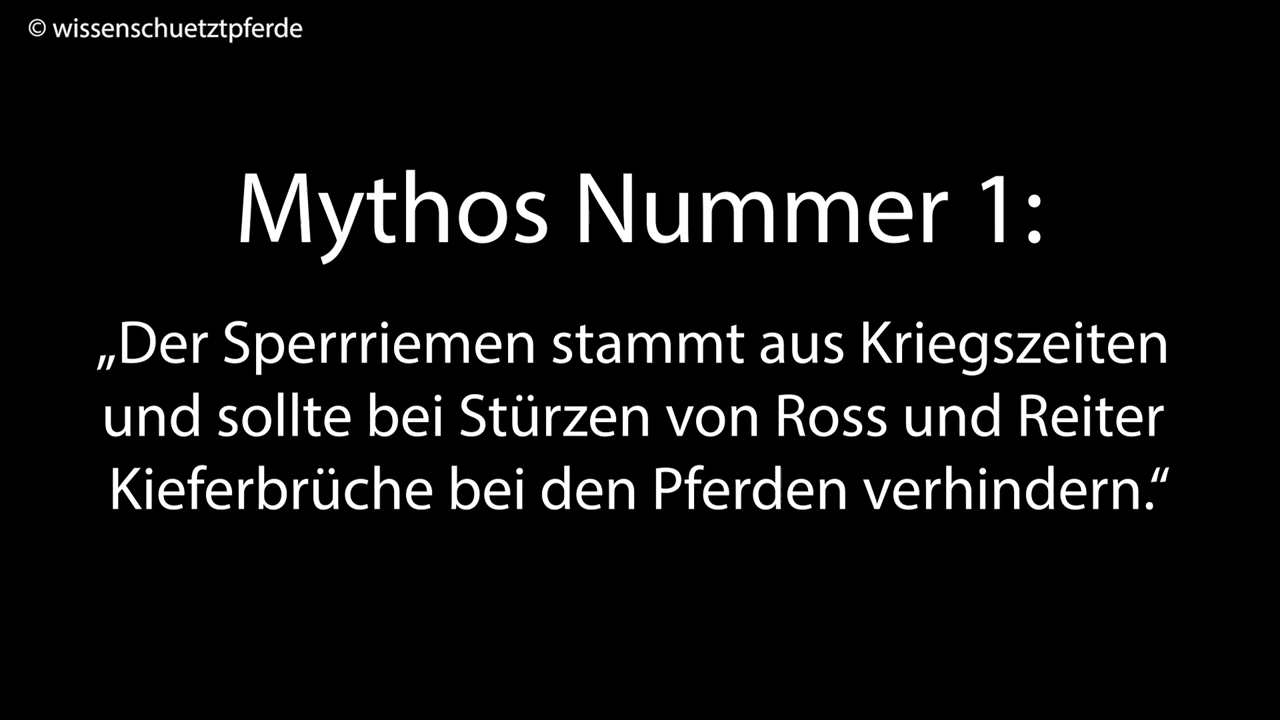 © wissenschuetztpferde
Mythos Nummer 1:
„Der Sperrriemen stammt aus Kriegszeiten
und sollte bei Stürzen von Ross und Reiter
Kieferbrüche bei den Pferden verhindern.“